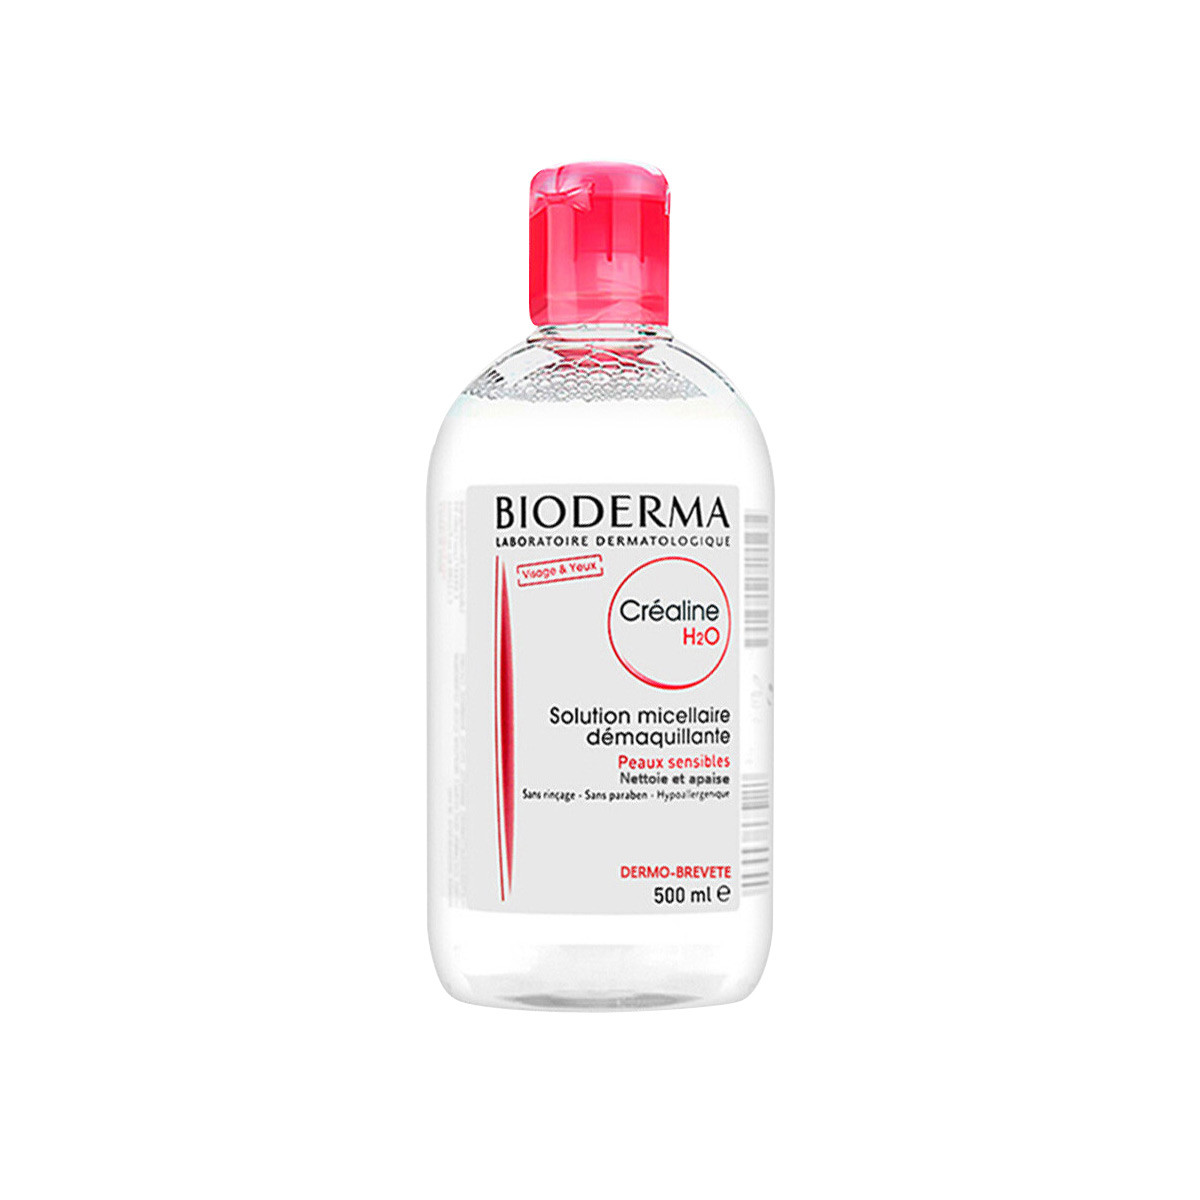 BIODERMA
LABORATOIRE DERMATOLOGIQUE
Visage & Yeux
Créaline
H2O
Solution micellaire
démaquillante
Peaux sensibles
Nettoie et apaise
Sans rinçage - Sans paraben - Hypoallergenique
DERMO-BREVETE
500 ml e